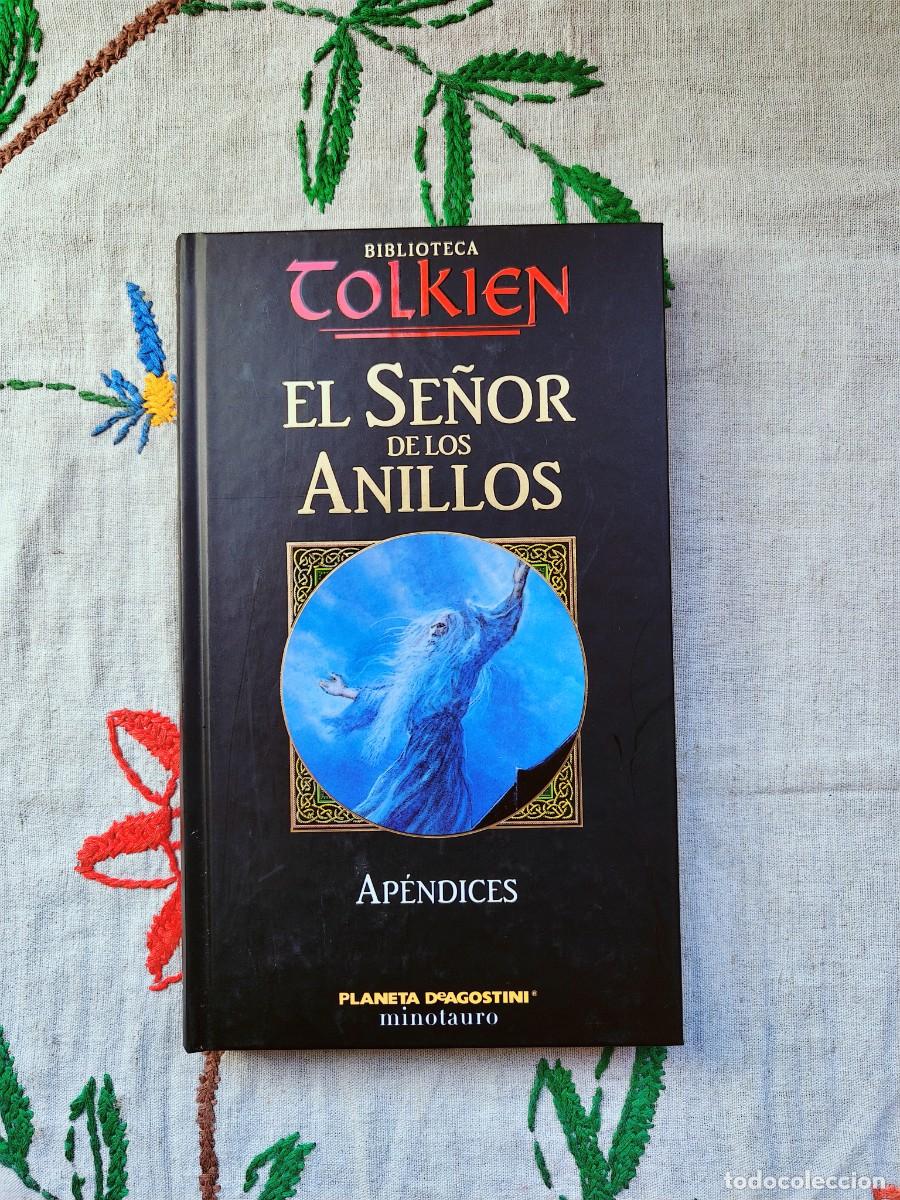 BIBLIOTECA
TOLKIEN
EL SEÑOR
DE LOS
ANILLOS
APÉNDICES
PLANETA DeAGOSTINI®
minotauro
todocoleccion